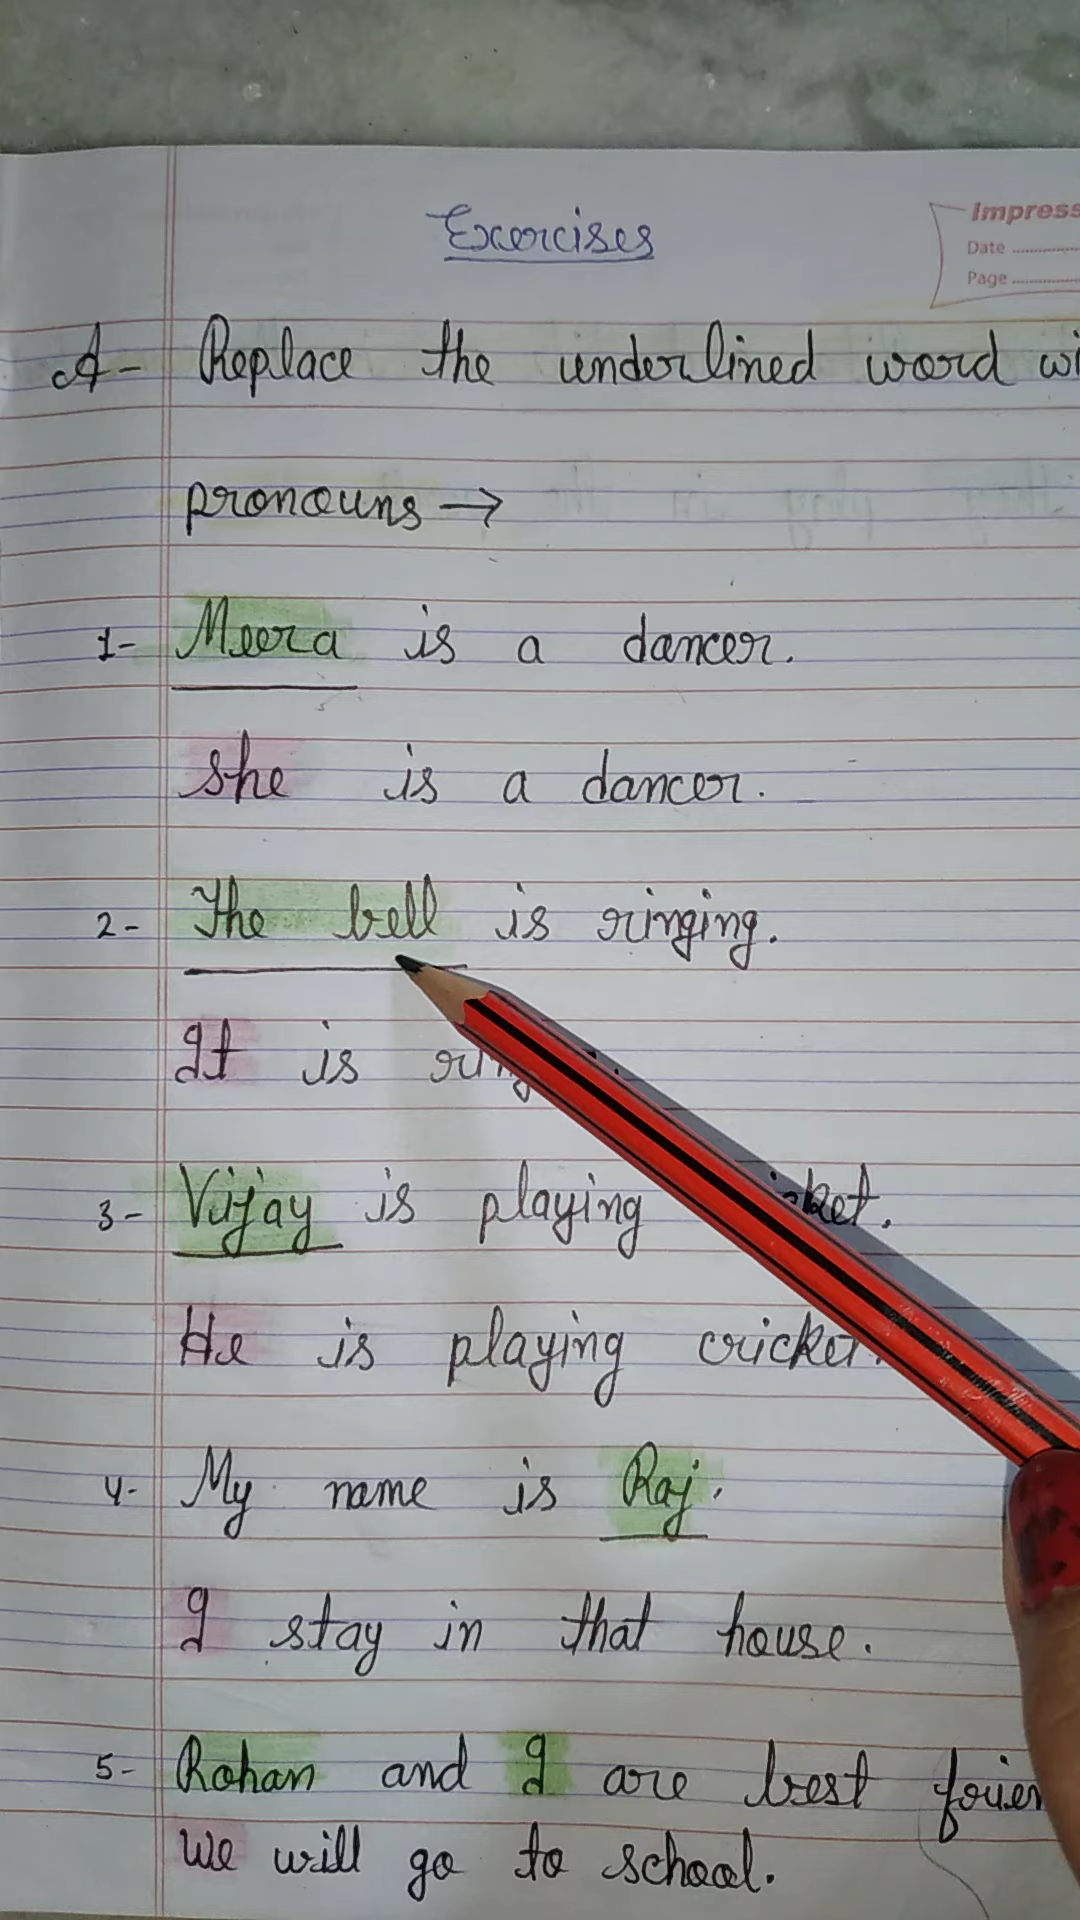 Exercises
Impress
Date
Page
A- Replace the underlined word
pronouns →
1- Meera is a dancer.
she is a dancer.
2- The bell is ringing.
It is
3- Vijay is playing
He is playing cricket.
4- My name is Raj.
I stay in that house.
5- Rohan and I are best
We will go to school.